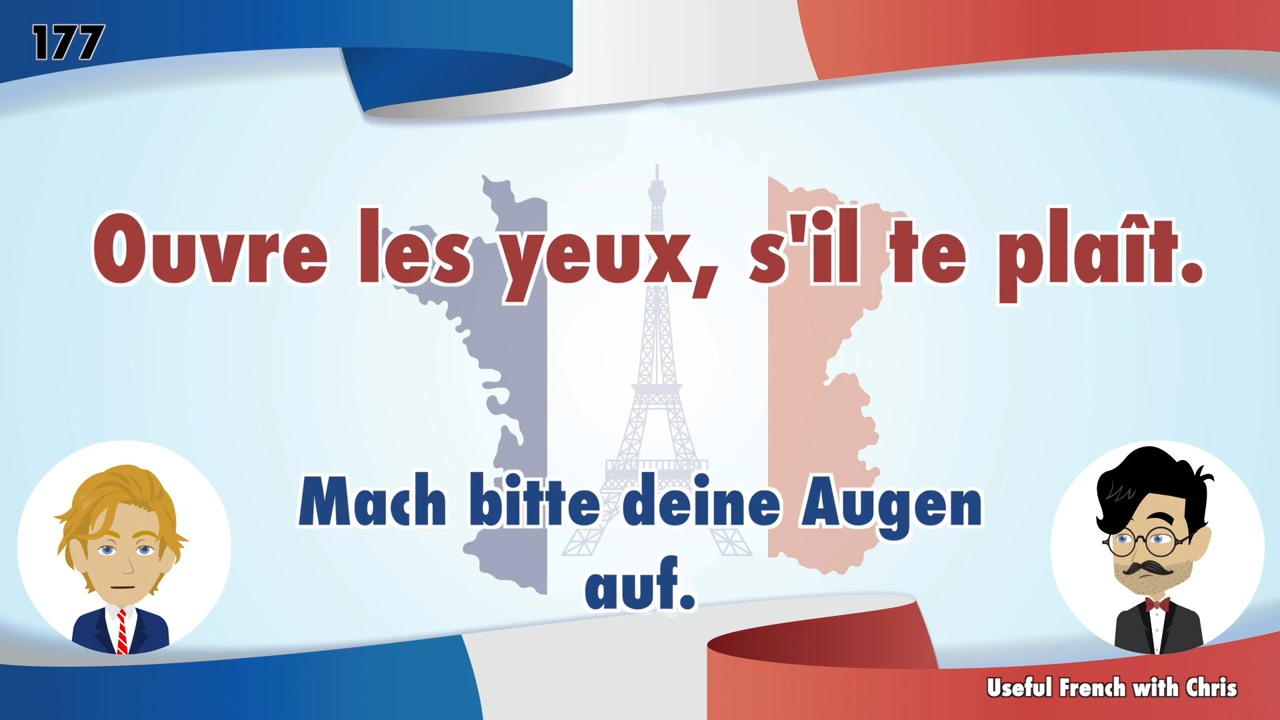 177
Ouvre les yeux, s'il te plaît.
Mach bitte deine Augen
auf.
Useful French with Chris